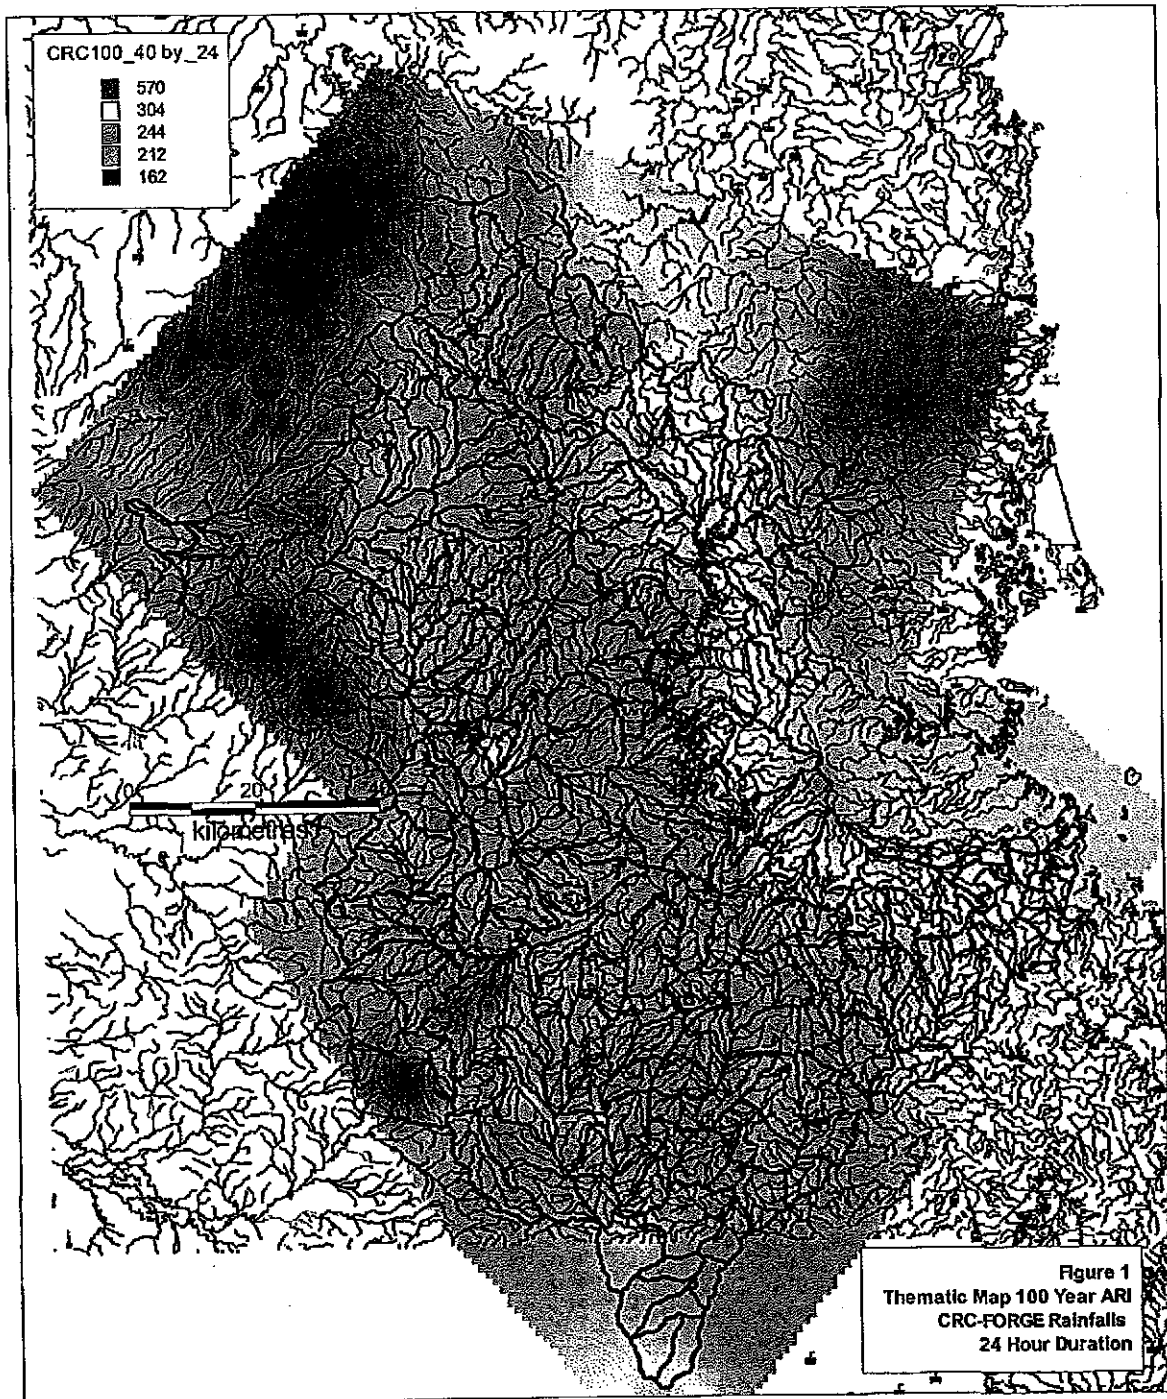 CRC100_40 by_24
570
304
244
212
162
0 20
kilometres
Figure 1
Thematic Map 100 Year ARI
CRC-FORGE Rainfalls
24 Hour Duration